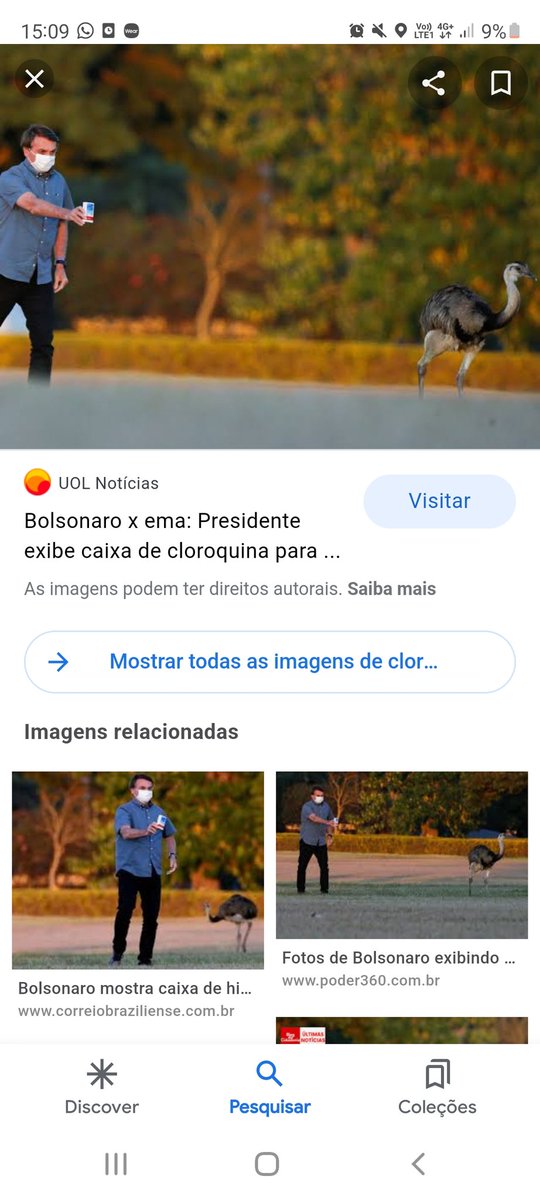 15:09
Vo)) 4G+ 9%
LTE1
UOL Notícias
Visitar
Bolsonaro x ema: Presidente
exibe caixa de cloroquina para ...
As imagens podem ter direitos autorais. Saiba mais
Mostrar todas as imagens de clor...
Imagens relacionadas
Bolsonaro mostra caixa de hi...
www.correiobraziliense.com.br
Fotos de Bolsonaro exibindo ...
www.poder360.com.br
ÚLTIMAS
NOTÍCIAS
Discover
Pesquisar
Coleções